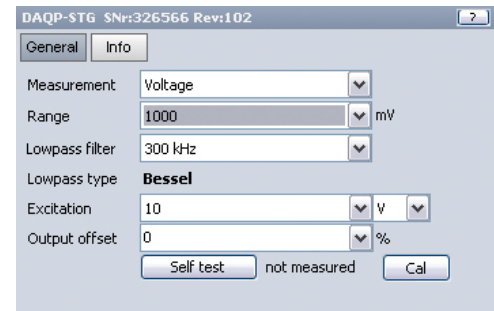 DAQP-STG SNr:326566 Rev:102 ?
General Info
Measurement Voltage
Range 1000 mV
Lowpass filter 300 kHz
Lowpass type Bessel
Excitation 10 V
Output offset 0 %
Self test not measured Cal